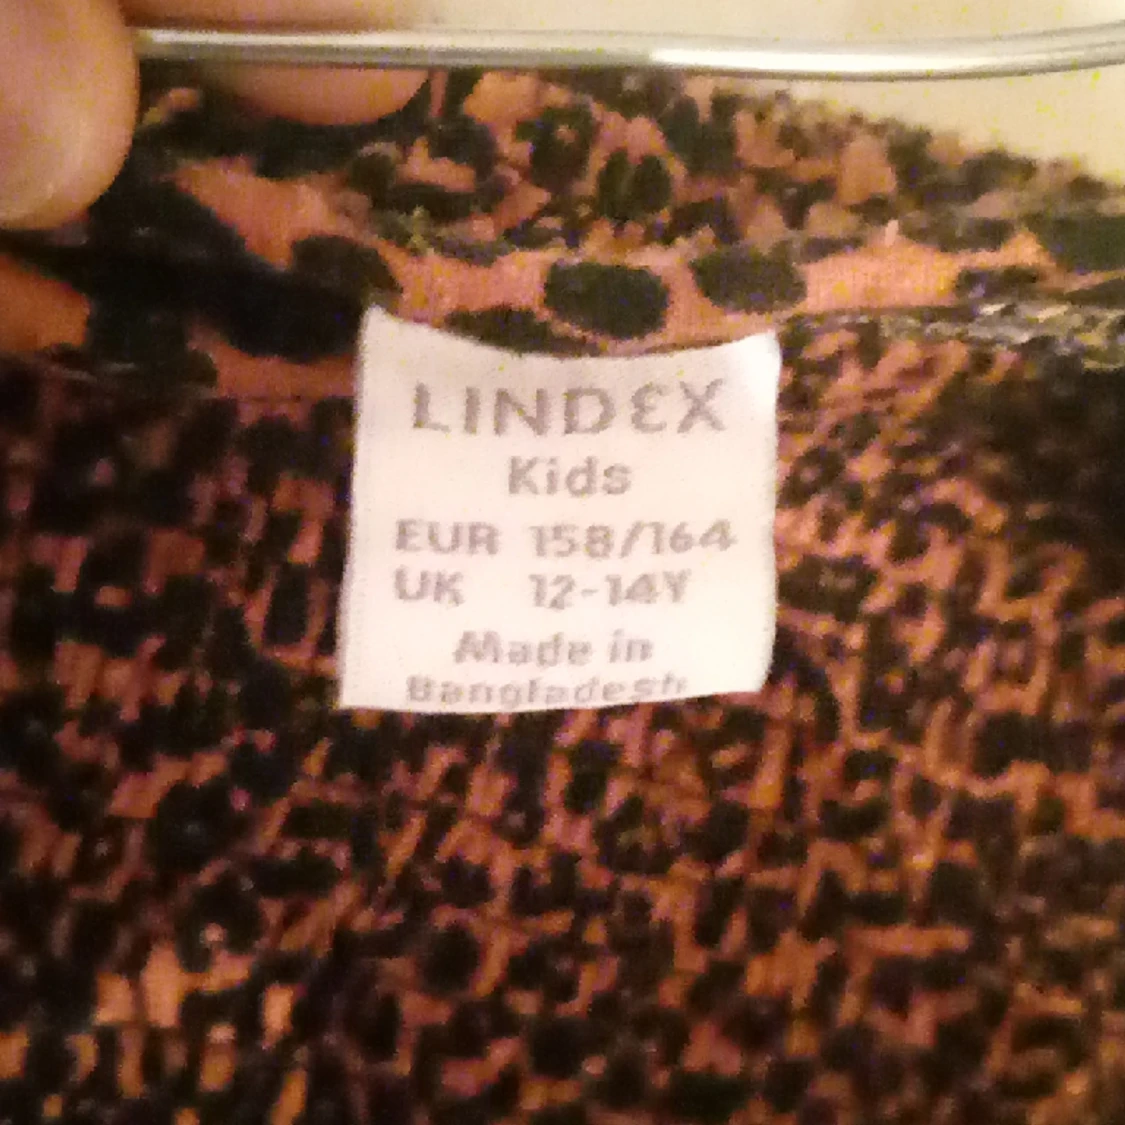 LINDEX
Kids
EUR 158/164
UK 12-14Y
Made in
Bangladesh